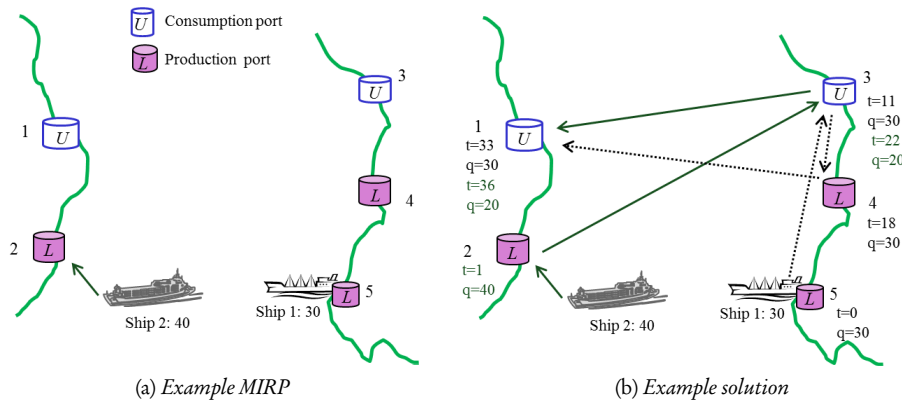 U Consumption port
L Production port
1
U
2
L
Ship 2: 40
3
U
L
4
Ship 1: 30
L
5
(a) Example MIRP
1
t=33
q=30
t=36
q=20
U
2
t=1
q=40
L
Ship 2: 40
3
U
t=11
q=30
t=22
q=20
L
4
t=18
q=30
Ship 1: 30
L
5
t=0
q=30
(b) Example solution